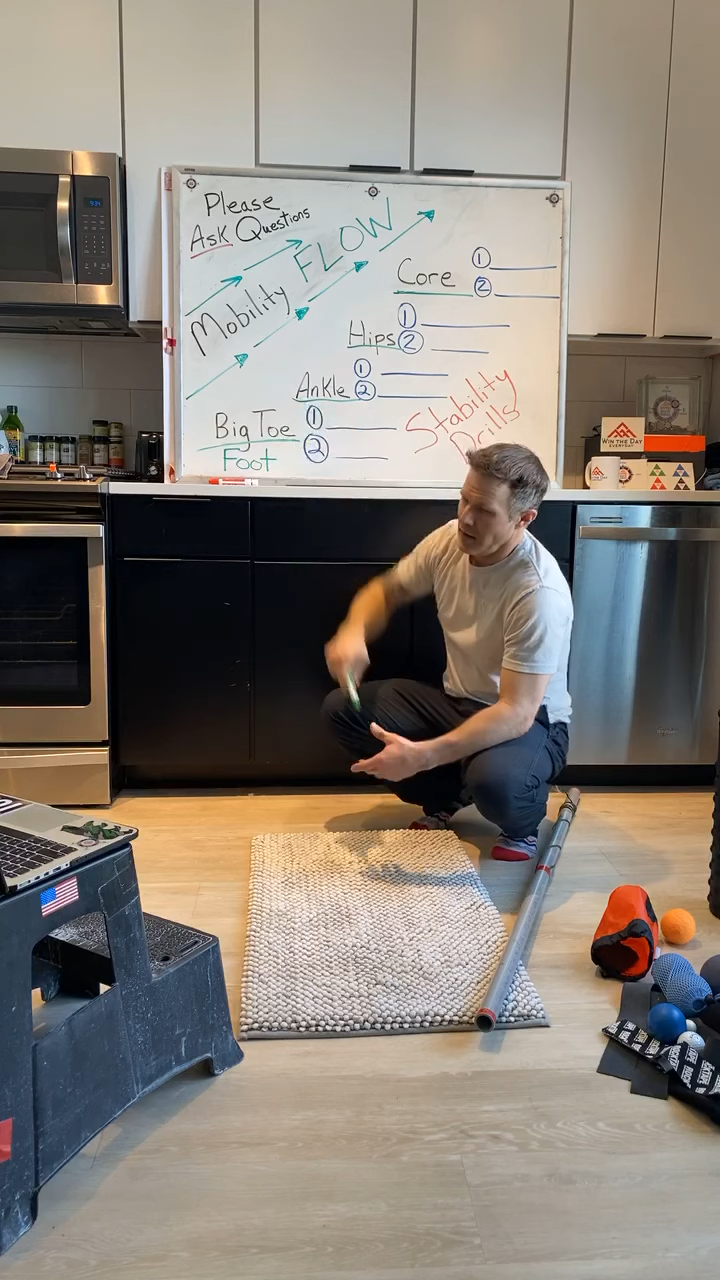 Please
Ask Questions
Mobility FLOW
Core
1
2
Hips
1
2
Ankle
1
2
Big Toe
Foot
1
2
Stability
Drills
WIN THE DAY
EVERYDAY